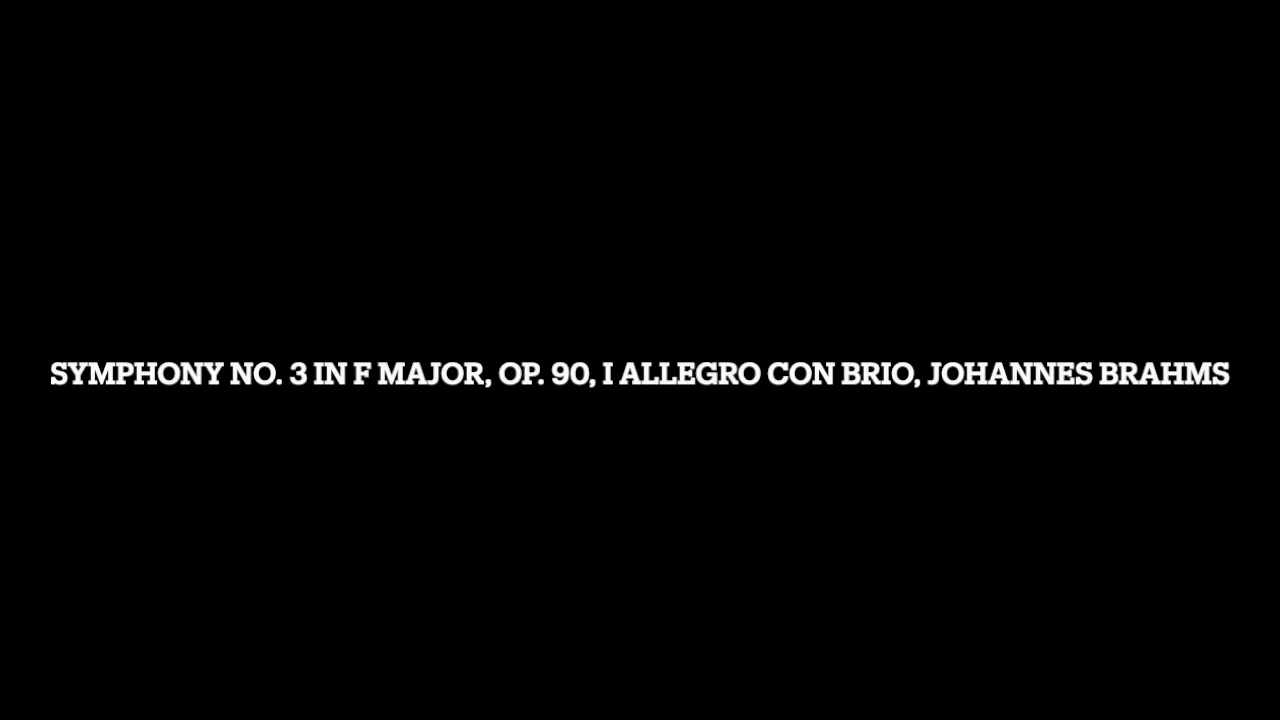 SYMPHONY NO. 3 IN F MAJOR, OP. 90, I ALLEGRO CON BRIO, JOHANNES BRAHMS